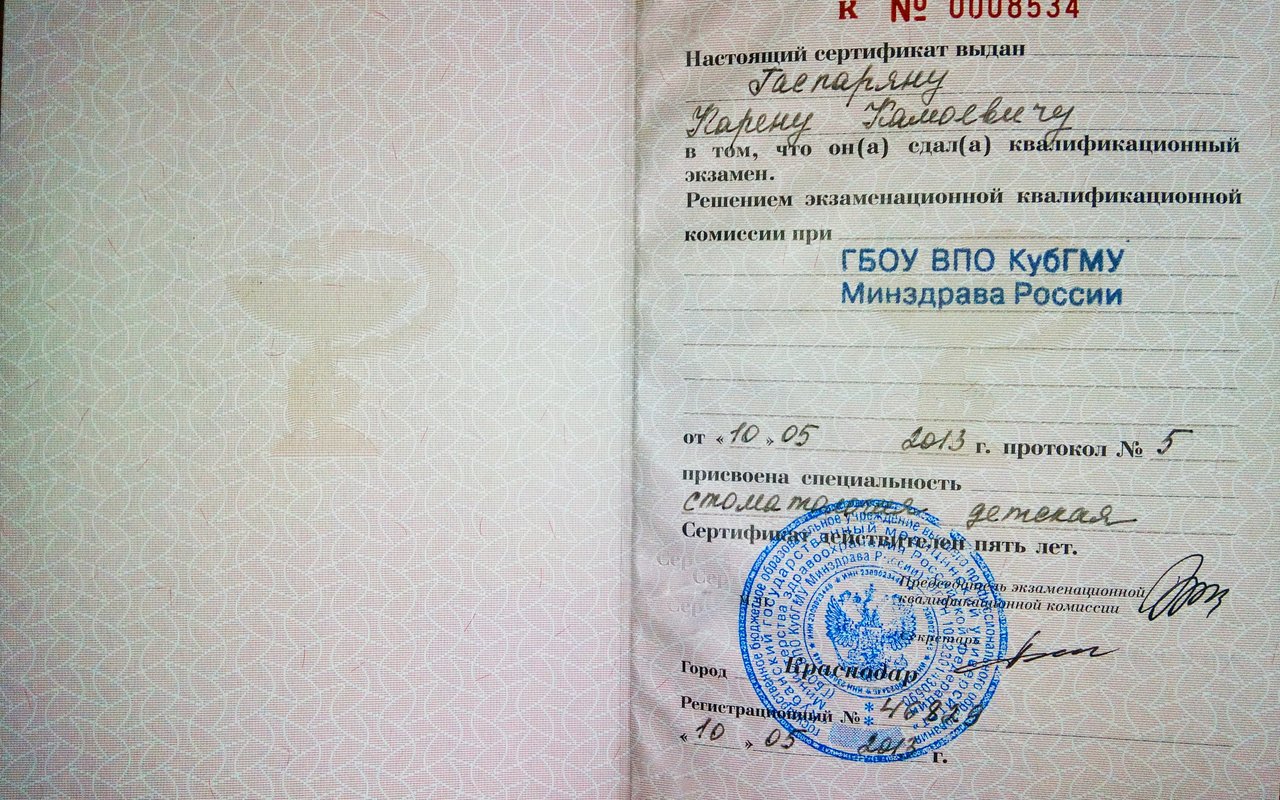 К № 0008534
Настоящий сертификат выдан
Гаспаряну
Карену Камоевичу
в том, что он(а) сдал(а) квалификационный
экзамен.
Решением экзаменационной квалификационной
комиссии при
ГБОУ ВПО КубГМУ
Минздрава России
от «10» 05 2013 г. протокол № 5
присвоена специальность
стоматология детская
Сертификат действителен пять лет.
Председатель экзаменационной
квалификационной комиссии
Секретарь
Город Краснодар
Регистрационный №
«10» 05 2013 г.